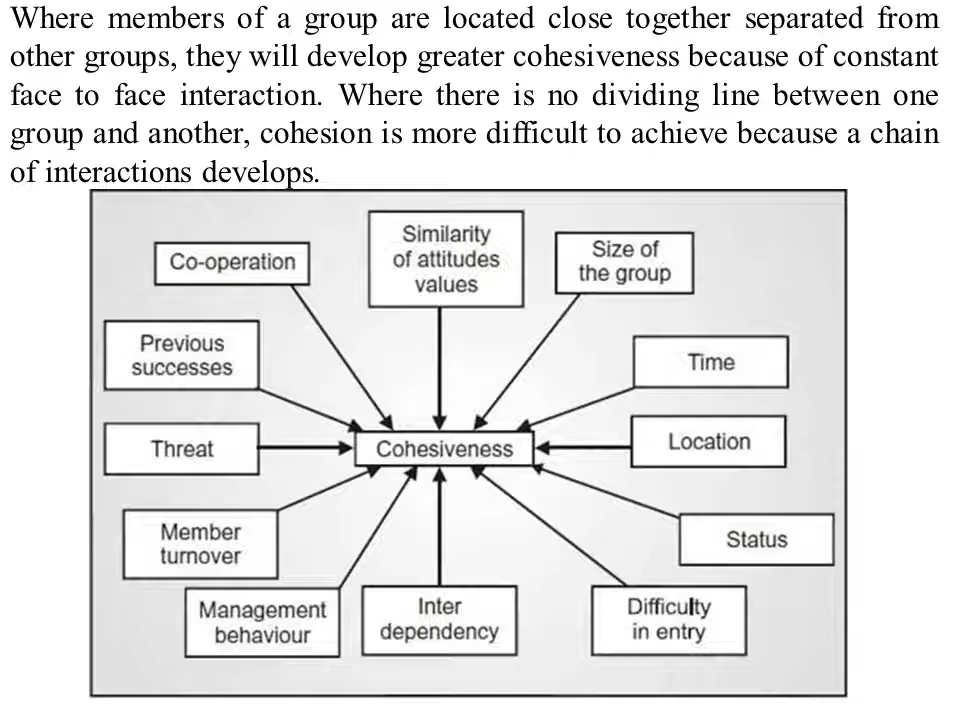 Where members of a group are located close together separated from
other groups, they will develop greater cohesiveness because of constant
face to face interaction. Where there is no dividing line between one
group and another, cohesion is more difficult to achieve because a chain
of interactions develops.
Co-operation
Similarity
of attitudes
values
Size of
the group
Previous
successes
Time
Threat
Cohesiveness
Location
Member
turnover
Status
Management
behaviour
Inter
dependency
Difficulty
in entry